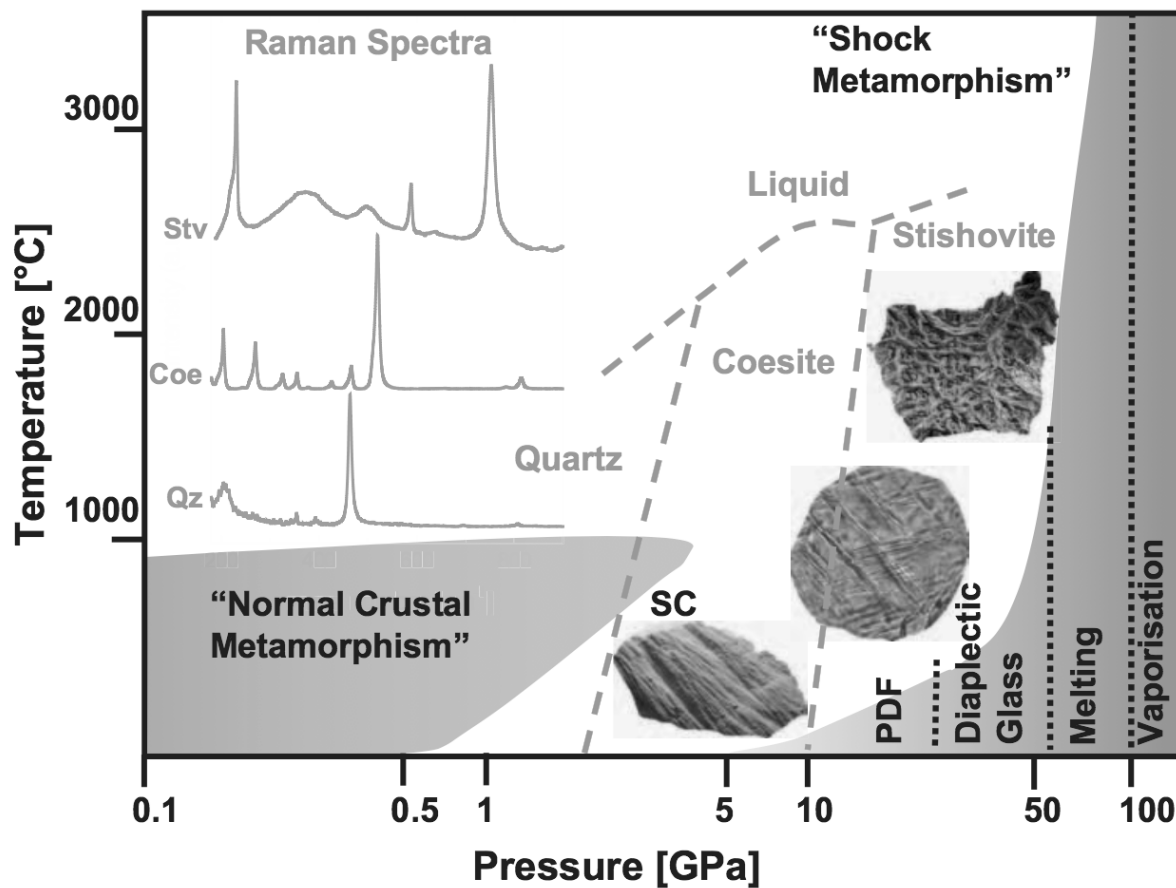 Raman Spectra
“Shock
Metamorphism”
3000
Liquid
Stv
Stishovite
2000
Coe
Coesite
Quartz
Qz
1000
“Normal Crustal
Metamorphism”
SC
PDF
Diaplectic
Glass
Melting
Vaporisation
Temperature [°C]
0.1
0.5
1
5
10
50
100
Pressure [GPa]